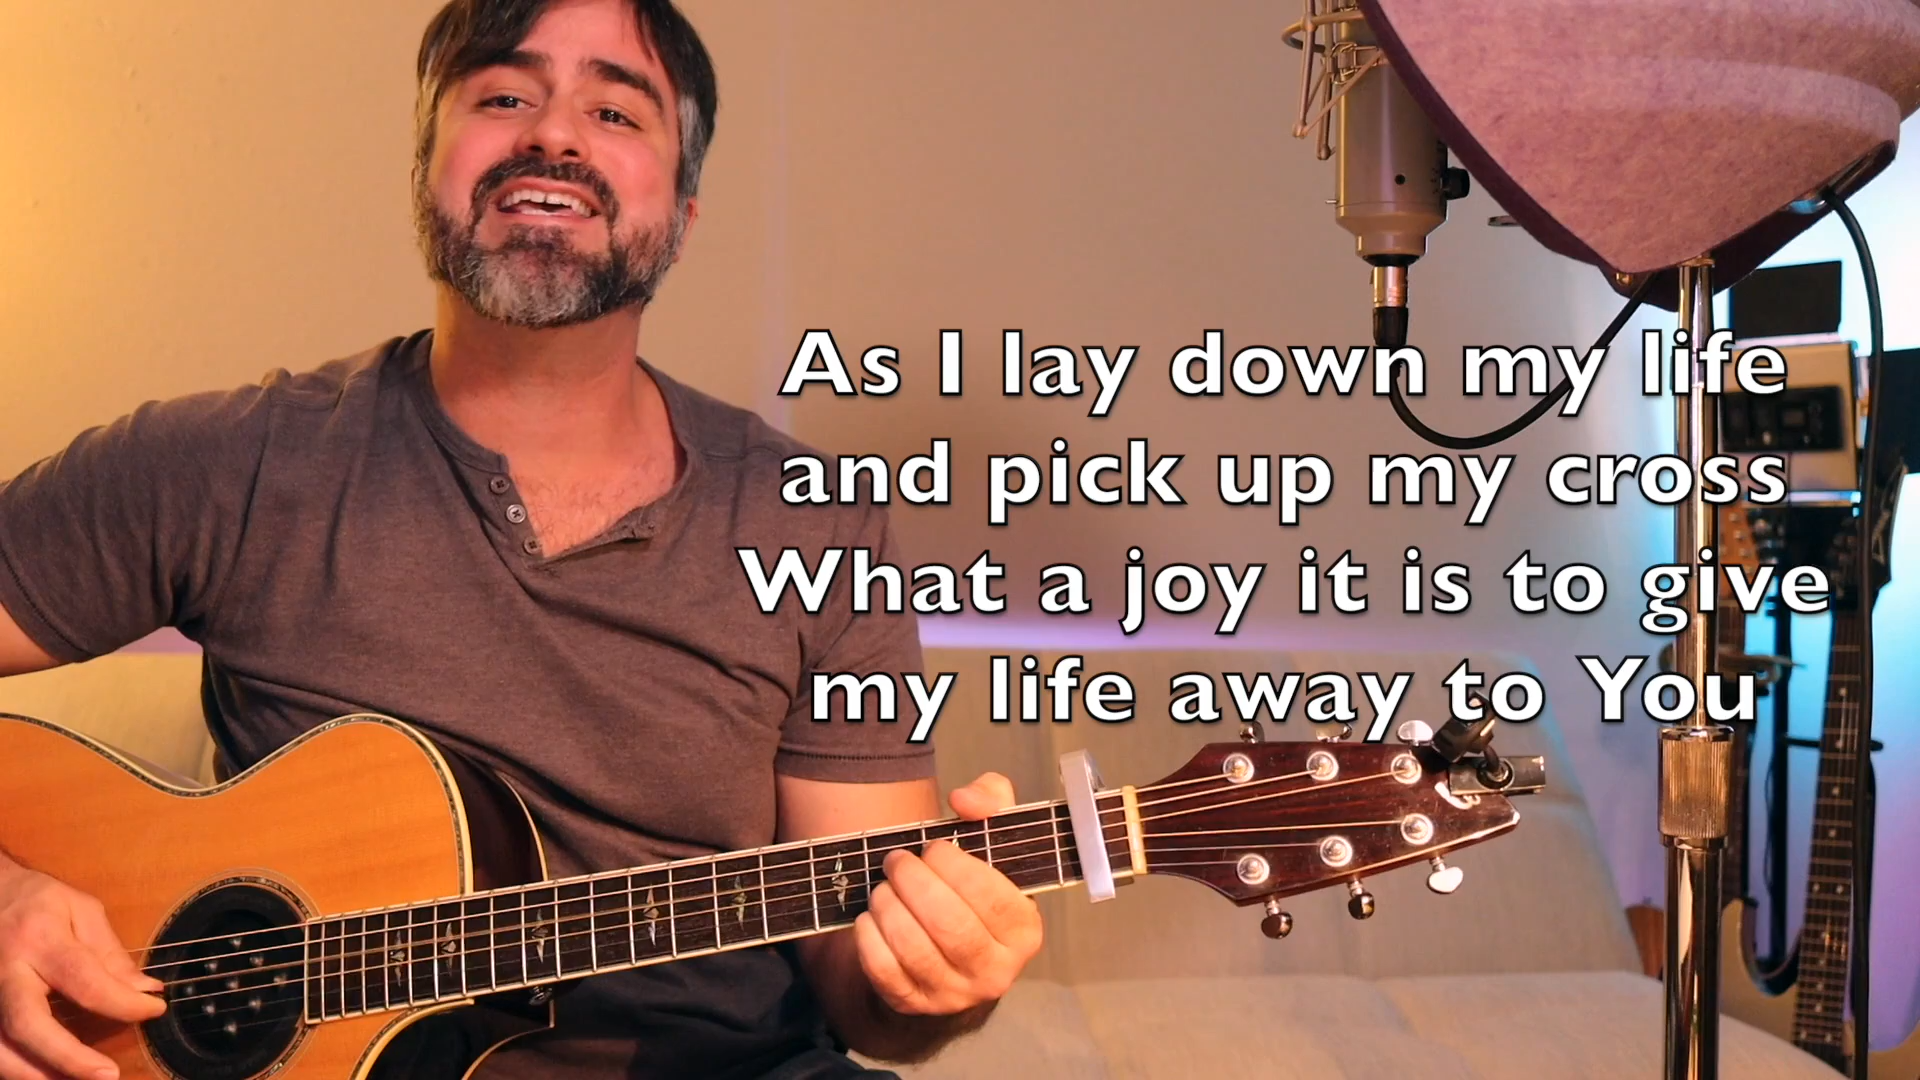 As I lay down my life
and pick up my cross
What a joy it is to give
my life away to You